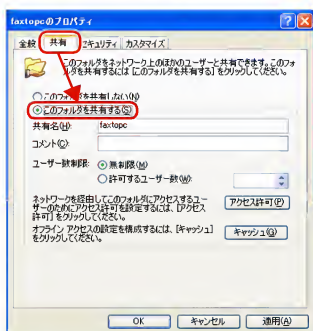 faxtopcのプロパティ
全般 共有 セキュリティ カスタマイズ
このフォルダをネットワーク上のほかのユーザーと共有できます。このフォ
ルダを共有するには [このフォルダを共有する] をクリックしてください。
このフォルダを共有しない(N)
このフォルダを共有する(S)
共有名(H): faxtopc
コメント(C):
ユーザー数制限: 無制限(M)
許可するユーザー数(W):
ネットワークを経由してこのフォルダにアクセスするユー
ザーのためにアクセス許可を設定するには、[アクセス
許可] をクリックしてください。
アクセス許可(P)
オフライン アクセスの設定を構成するには、[キャッシュ]
をクリックしてください。
キャッシュ(G)
OK キャンセル 適用(A)